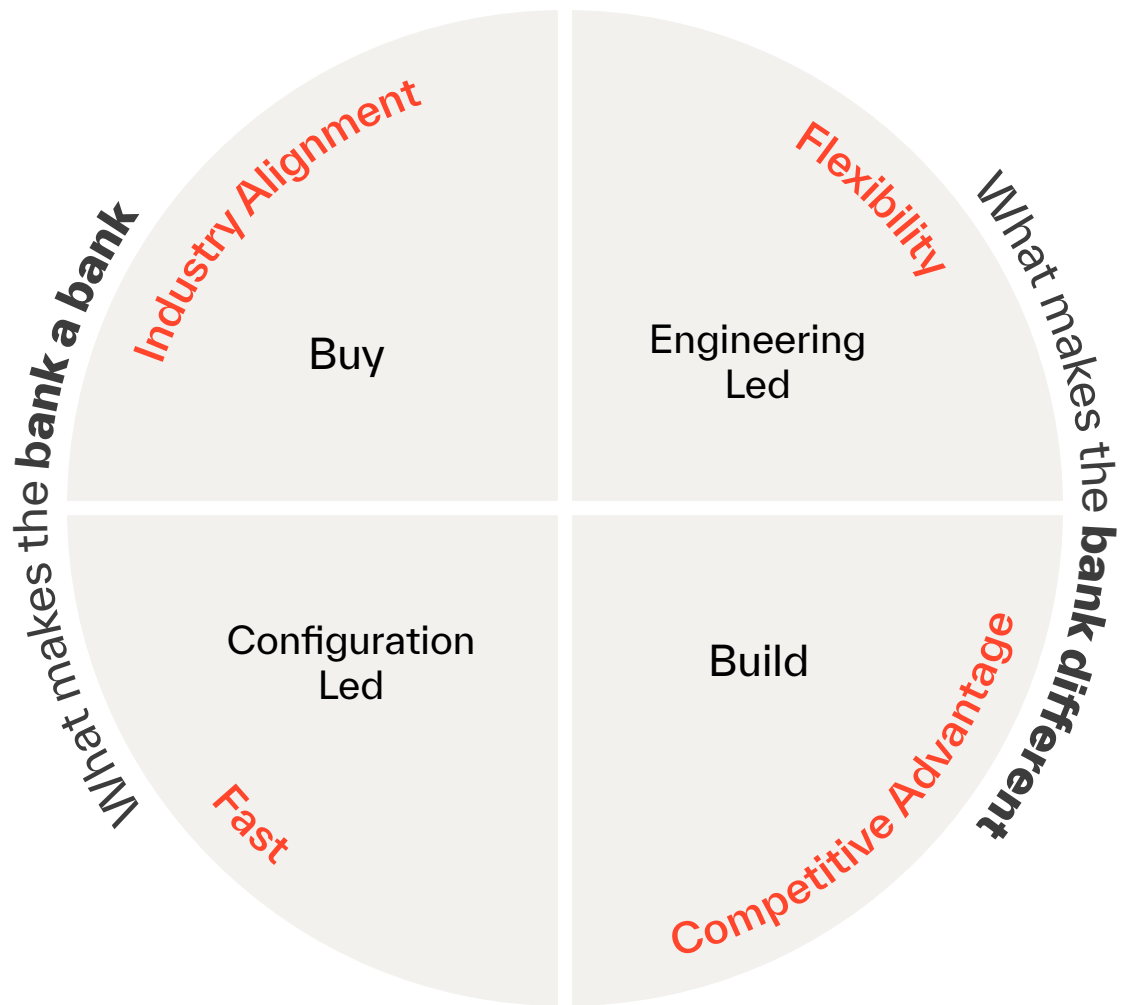 What makes the bank a bank
Industry Alignment
Buy
Flexibility
Engineering
Led
What makes the bank different
Configuration
Led
Fast
Build
Competitive Advantage